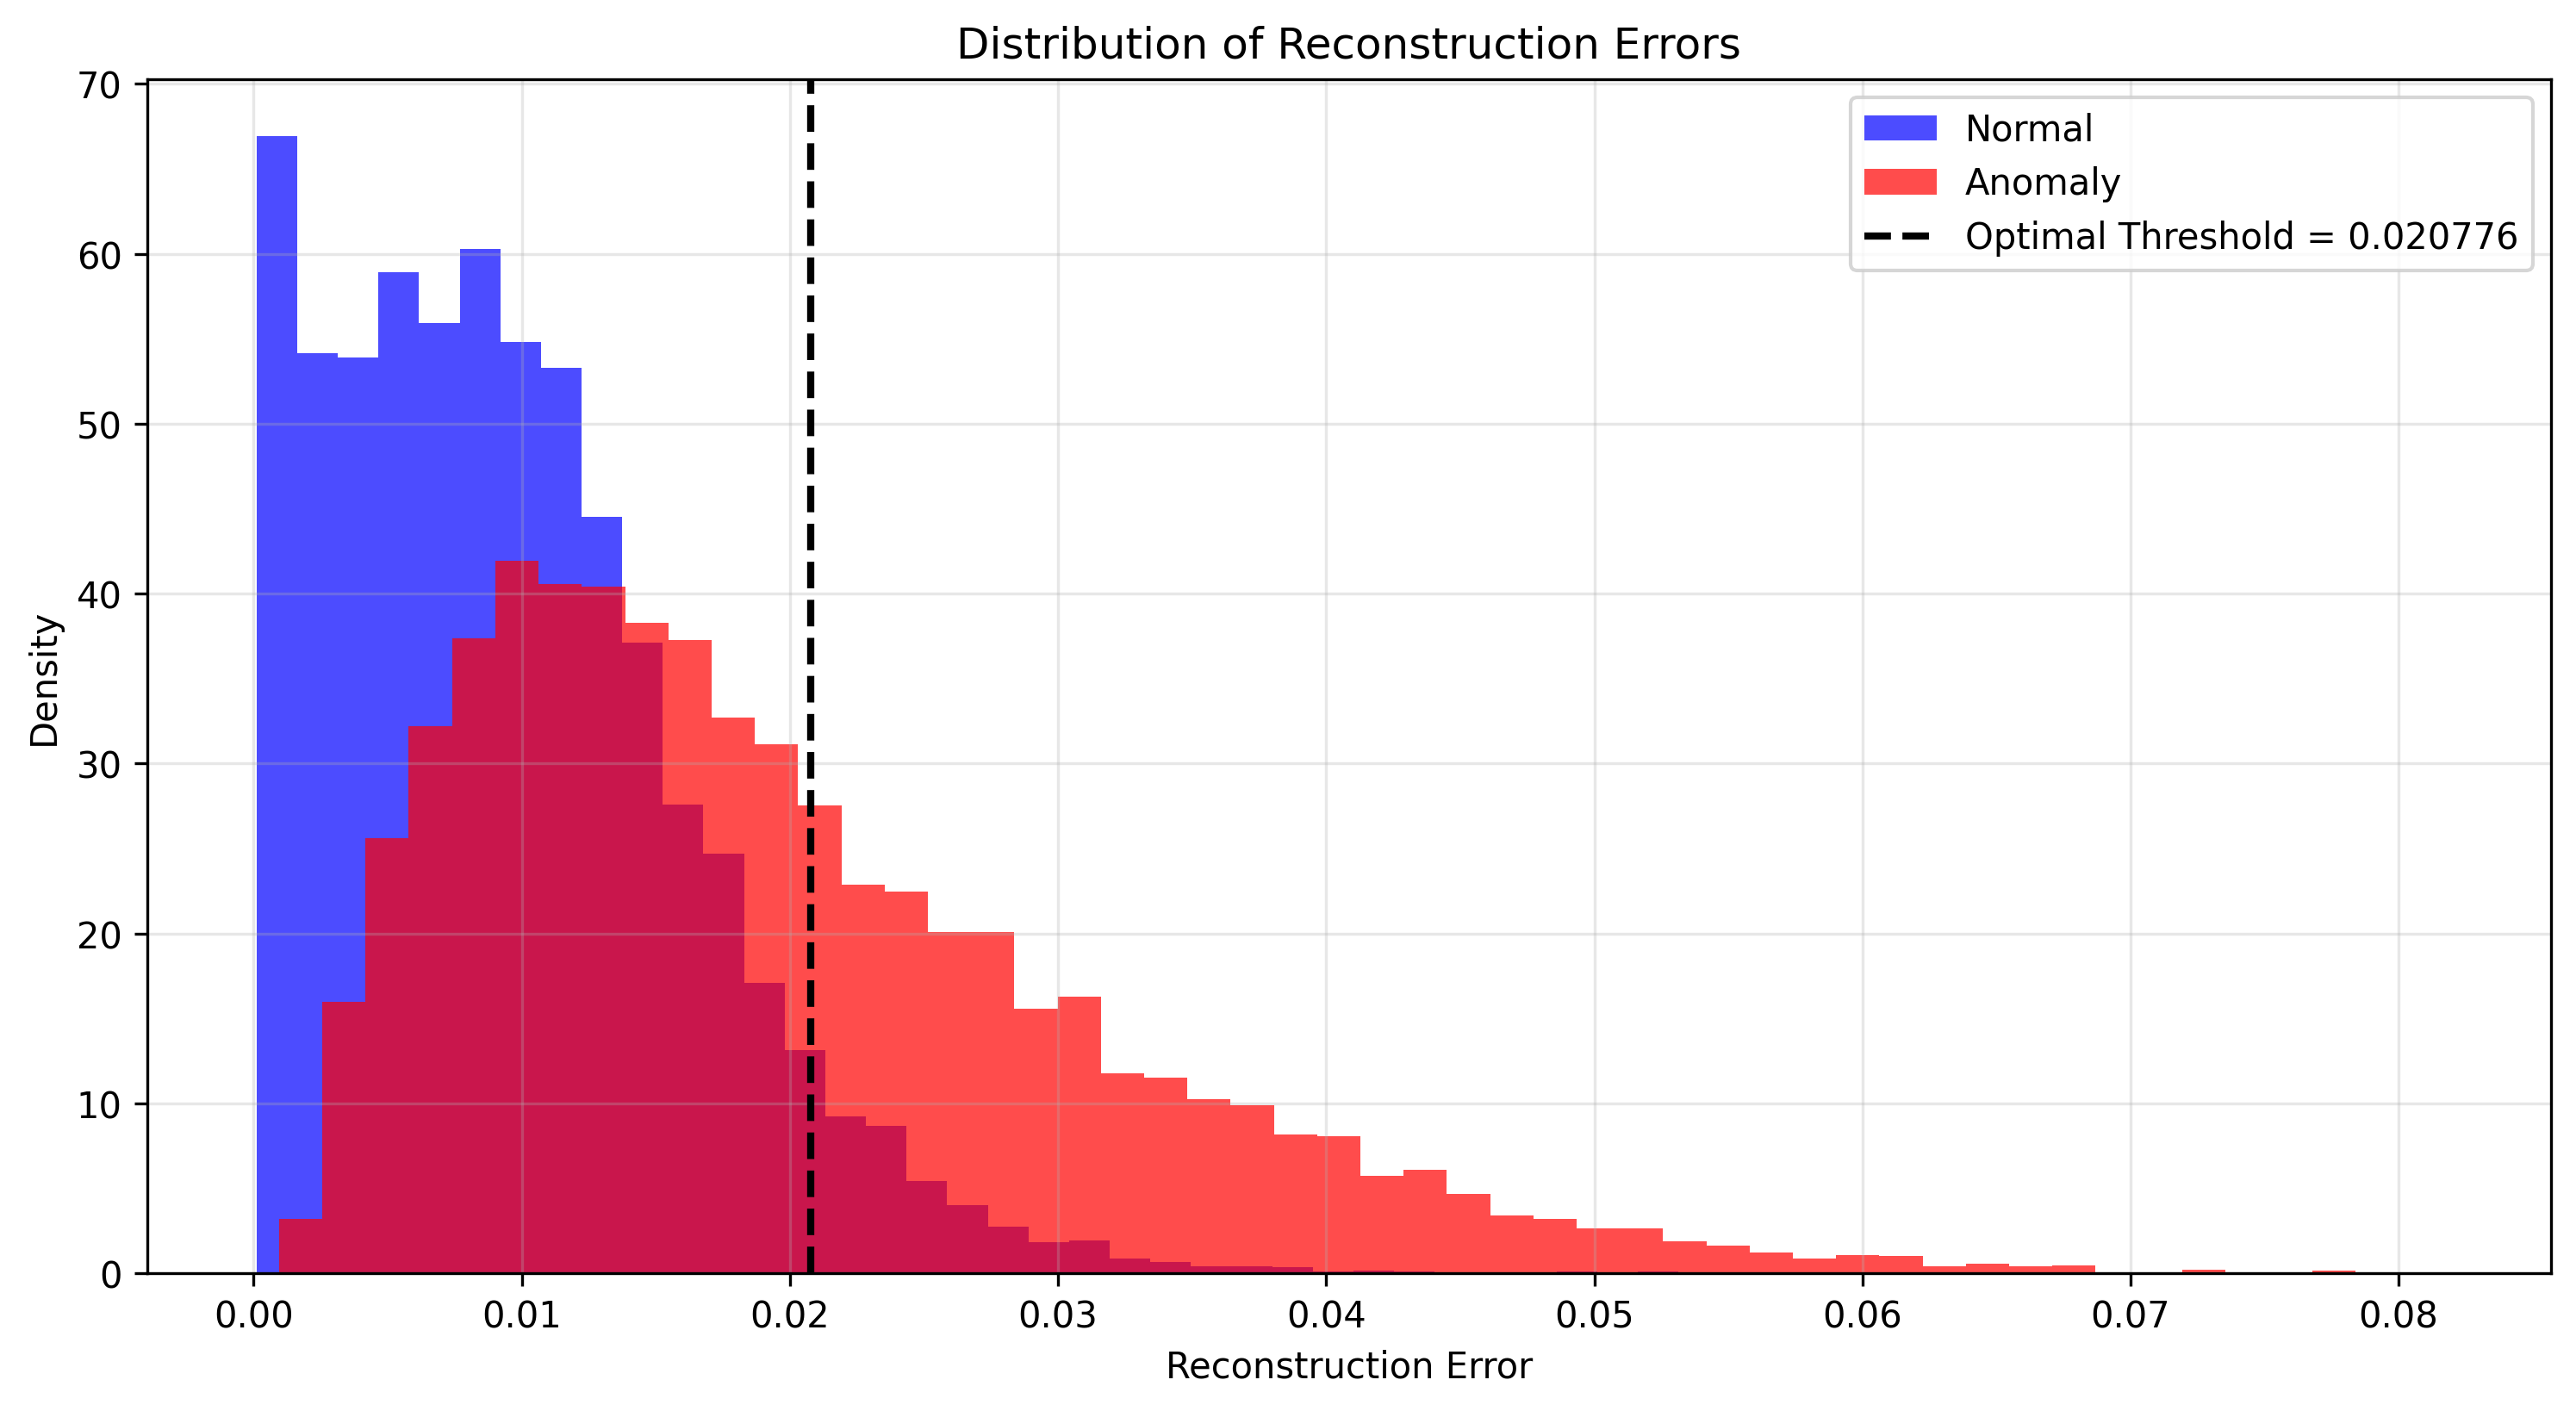 Distribution of Reconstruction Errors
70
60
50
40
30
20
10
0
Density
Normal
Anomaly
Optimal Threshold = 0.020776
0.00 0.01 0.02 0.03 0.04 0.05 0.06 0.07 0.08
Reconstruction Error